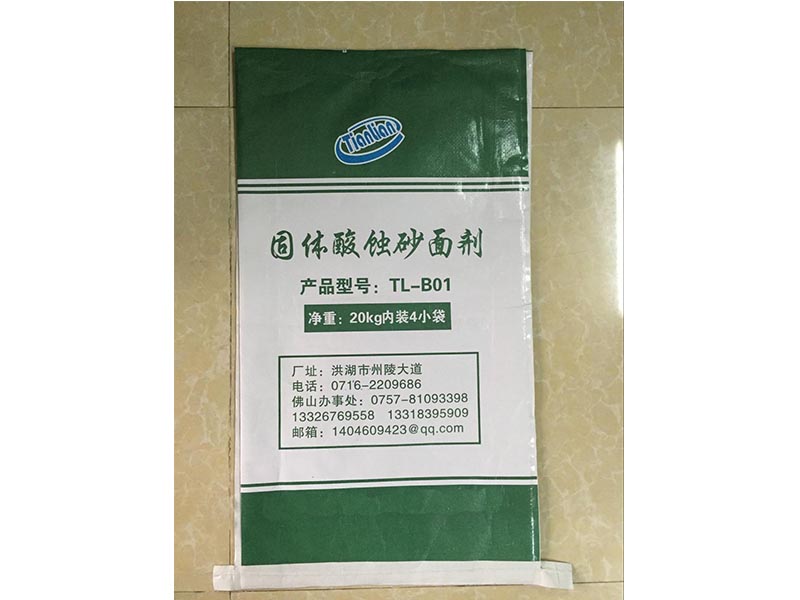 Tianlian
固体酸蚀砂面剂
产品型号：TL-B01
净重：20kg内装4小袋
厂址：洪湖市州陵大道
电话：0716-2209686
佛山办事处：0757-81093398
13326769558 13318395909
邮箱：1404609423@qq.com